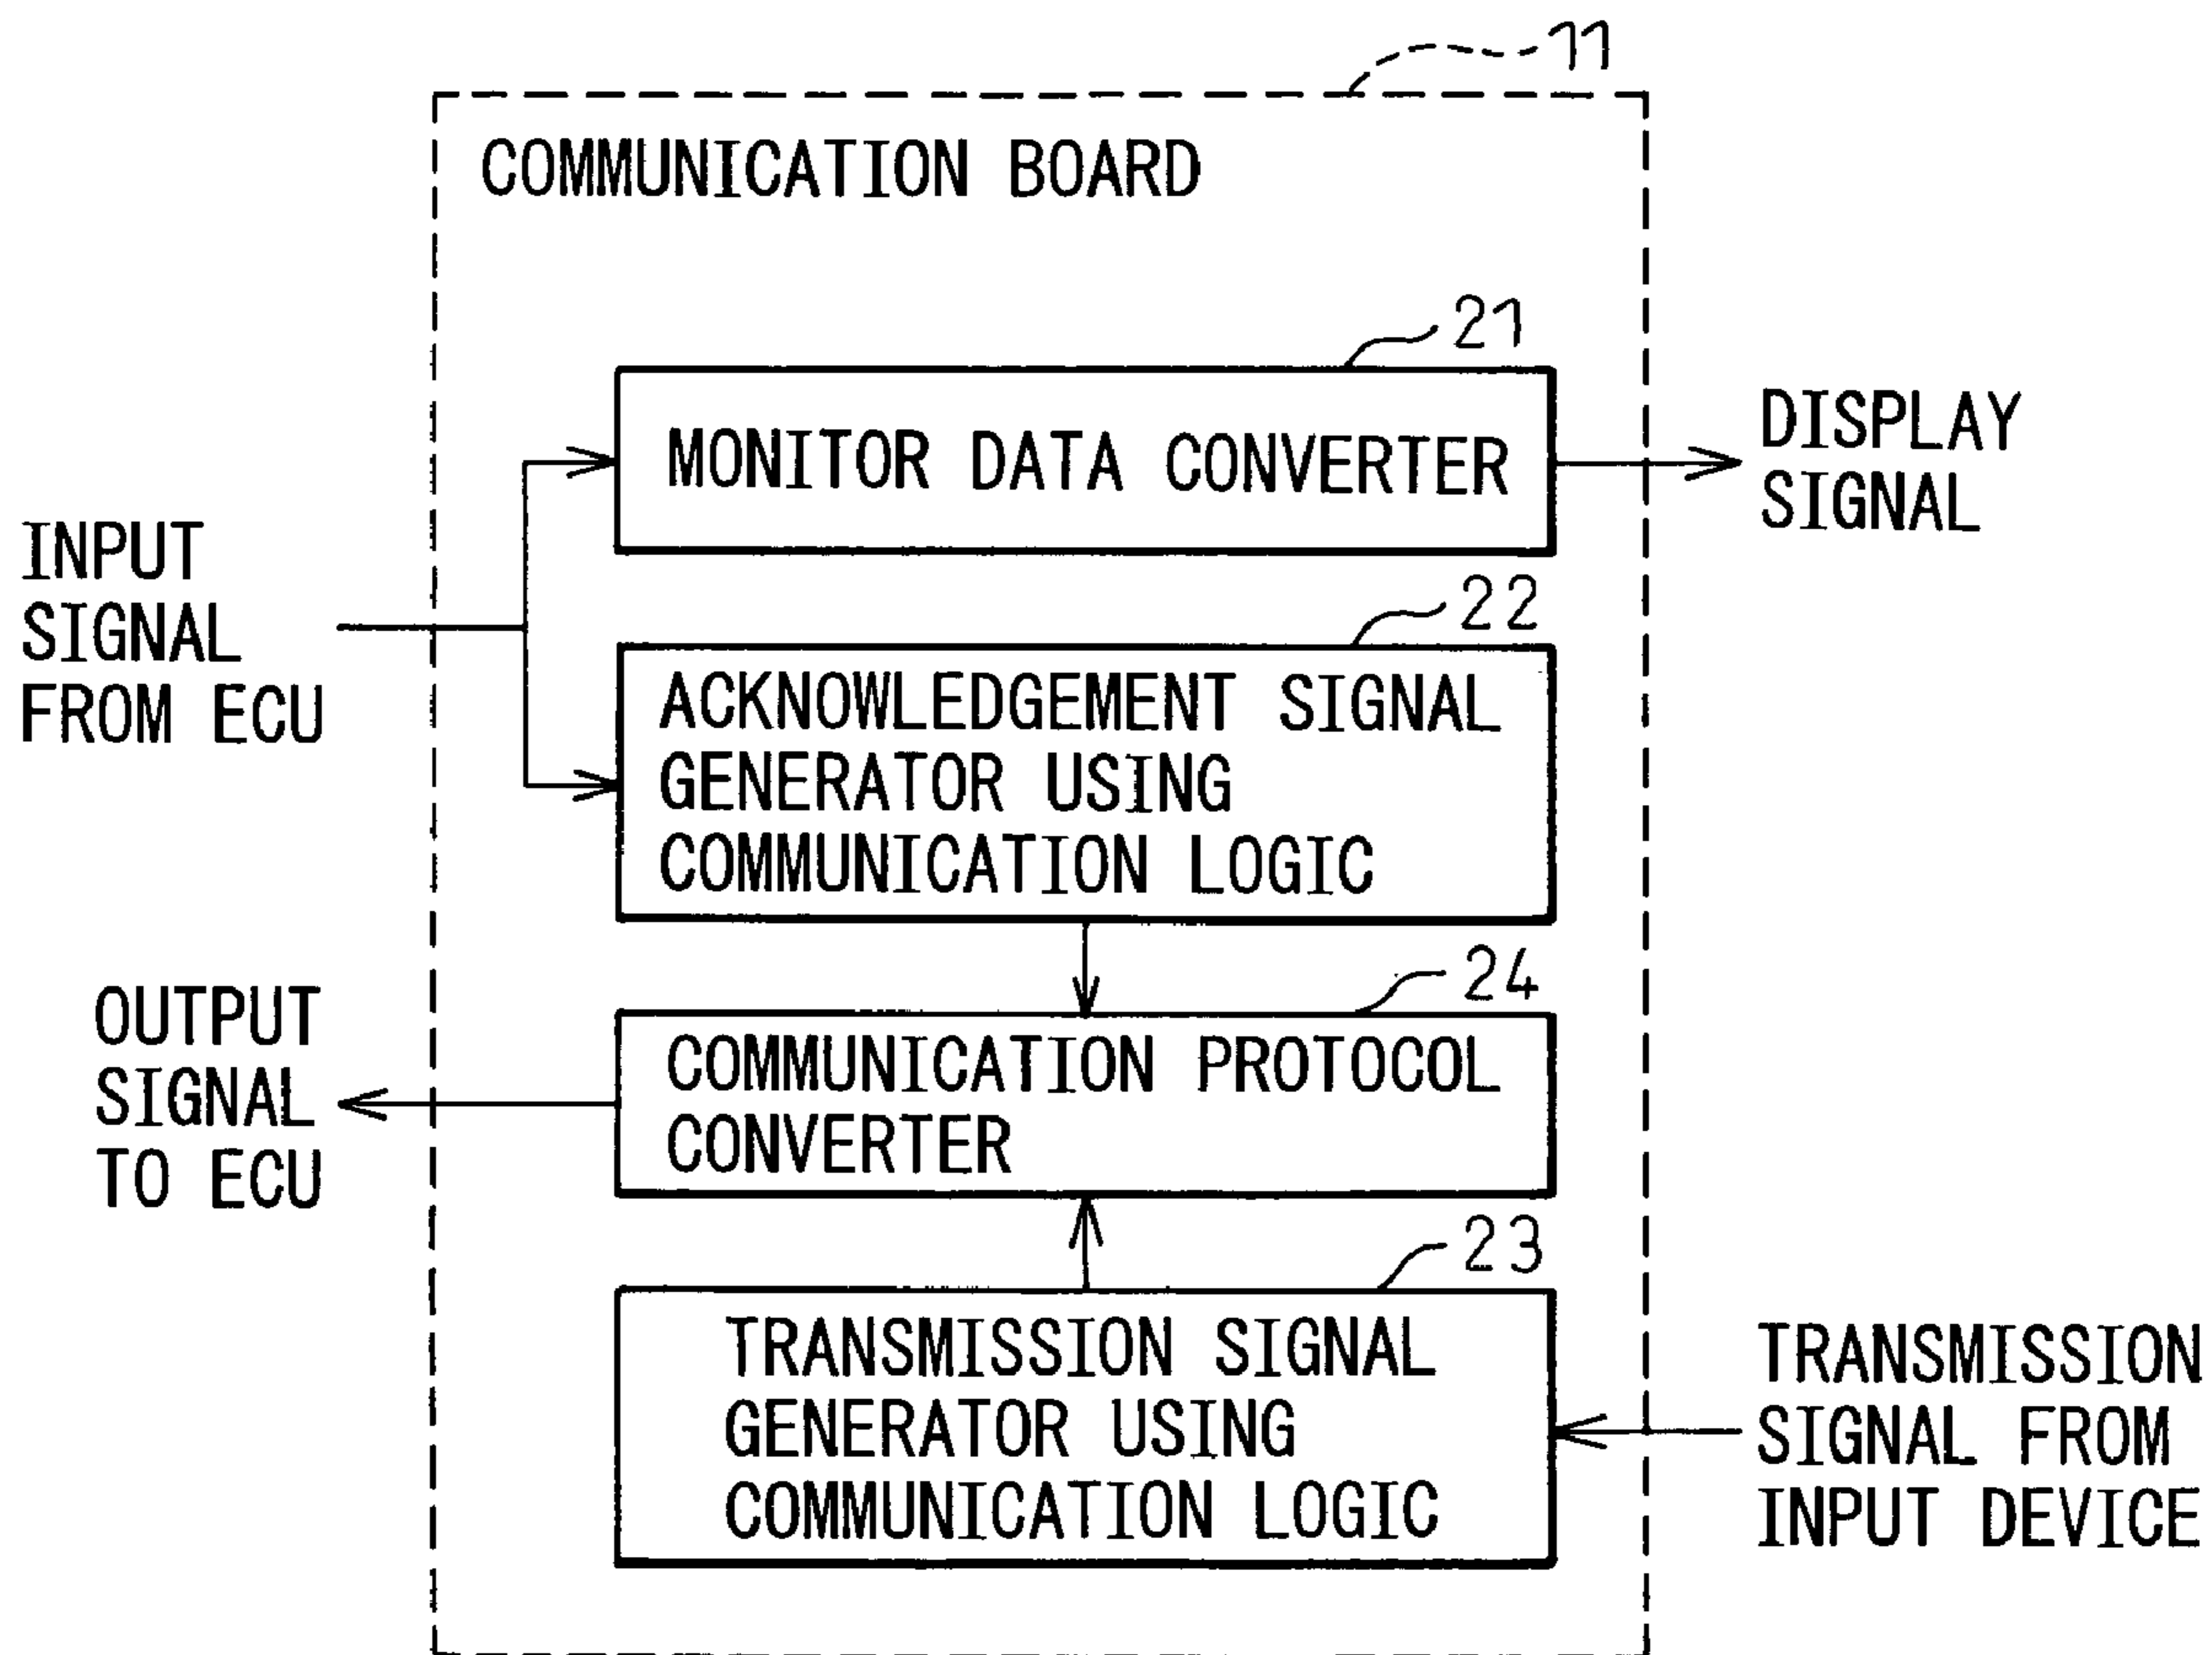 11
COMMUNICATION BOARD
21
MONITOR DATA CONVERTER
DISPLAY
SIGNAL
INPUT
SIGNAL
FROM ECU
22
ACKNOWLEDGEMENT SIGNAL
GENERATOR USING
COMMUNICATION LOGIC
24
COMMUNICATION PROTOCOL
CONVERTER
OUTPUT
SIGNAL
TO ECU
23
TRANSMISSION SIGNAL
GENERATOR USING
COMMUNICATION LOGIC
TRANSMISSION
SIGNAL FROM
INPUT DEVICE